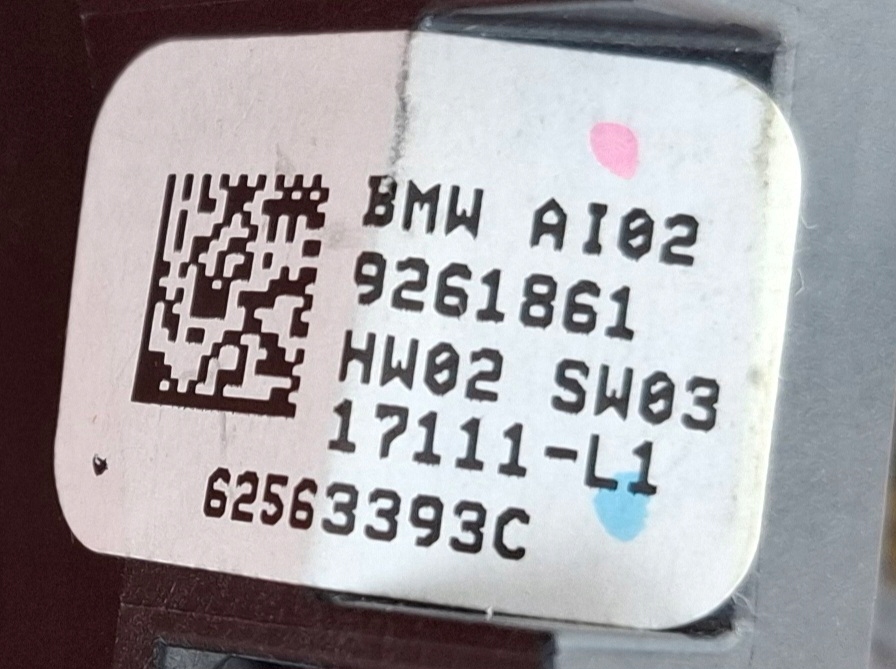 BMW AI02
9261861
HW02 SW03
17111-L1
62563393C